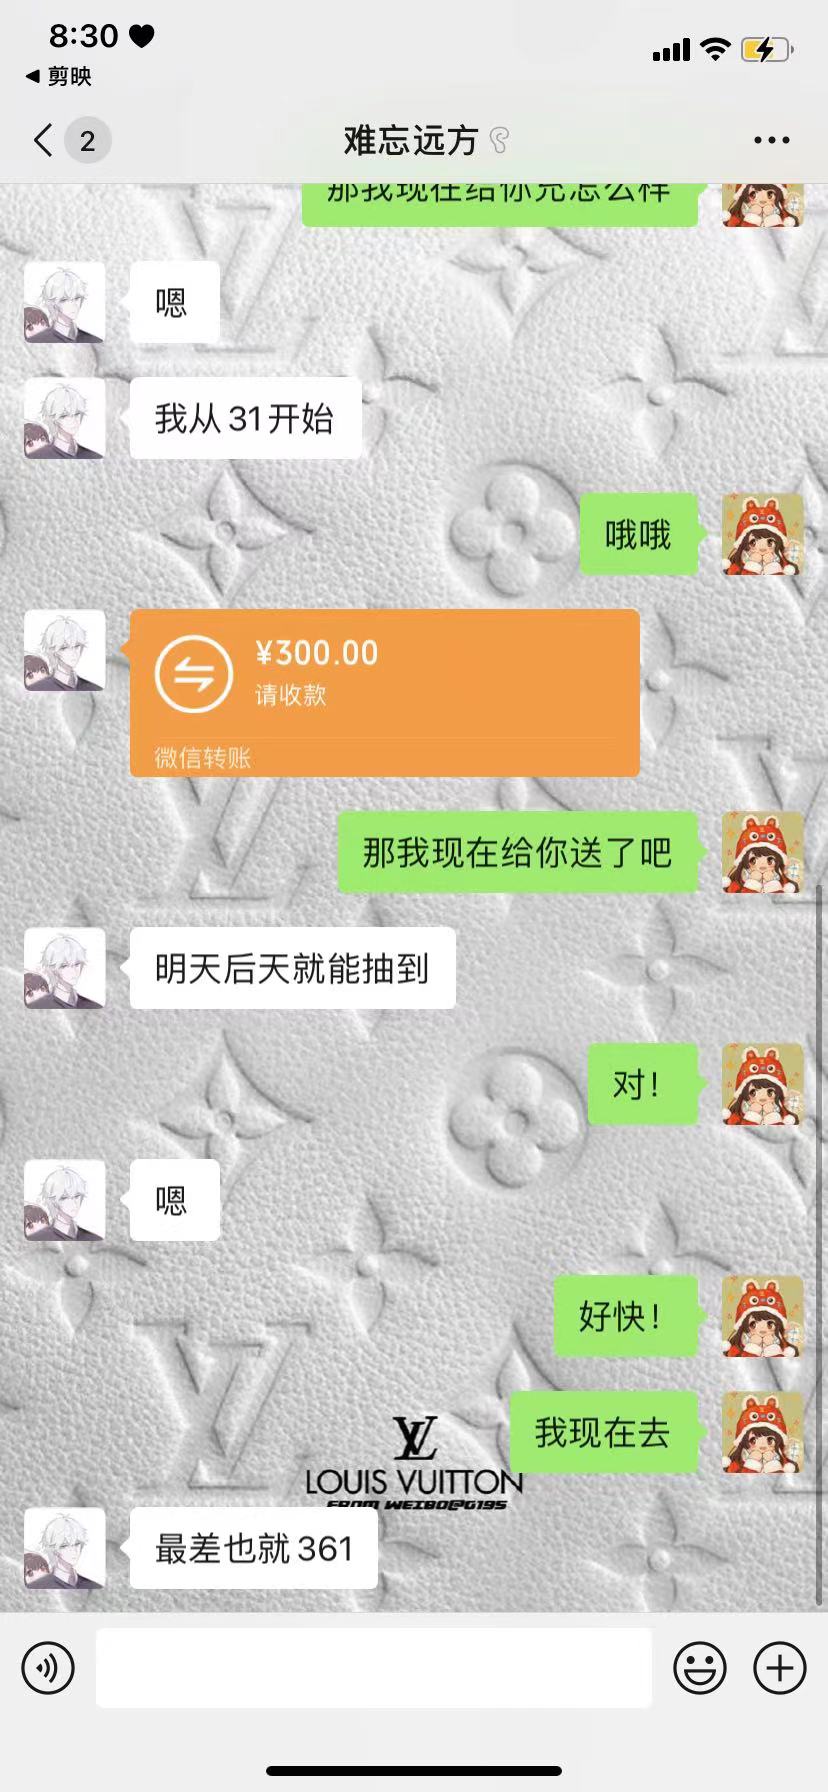 8:30
剪映
2
难忘远方
那我现在给你充怎么样
嗯
我从31开始
哦哦
¥300.00
请收款
微信转账
那我现在给你送了吧
明天后天就能抽到
对！
嗯
好快！
我现在去
LV
LOUIS VUITTON
FROM WEIBO@G195
最差也就361